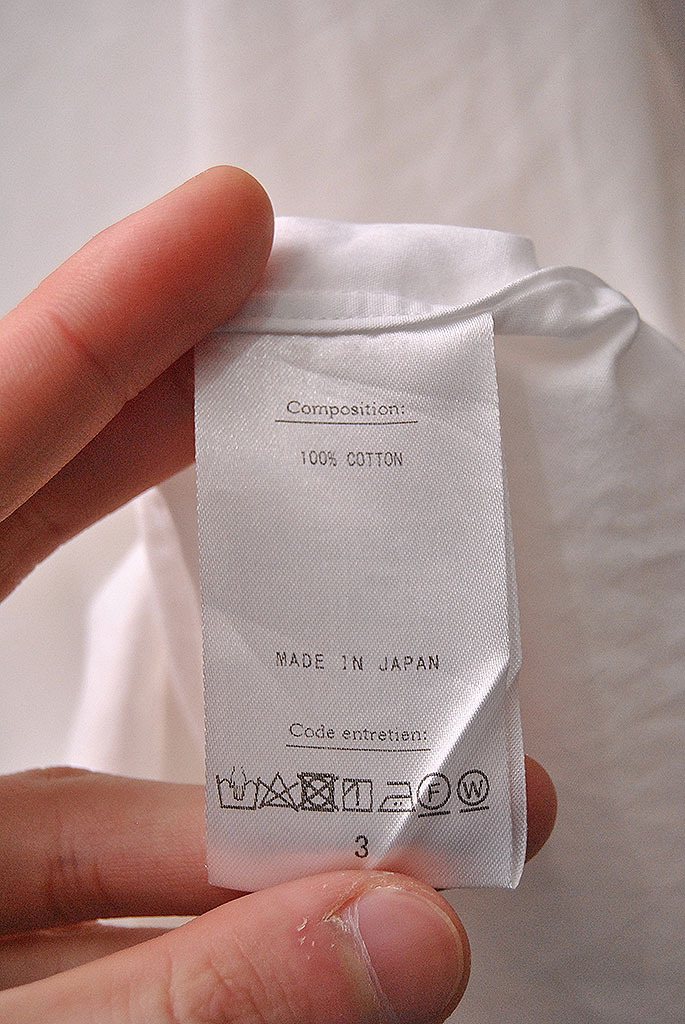 Composition:
100% COTTON
MADE IN JAPAN
Code entretien:
F W
3